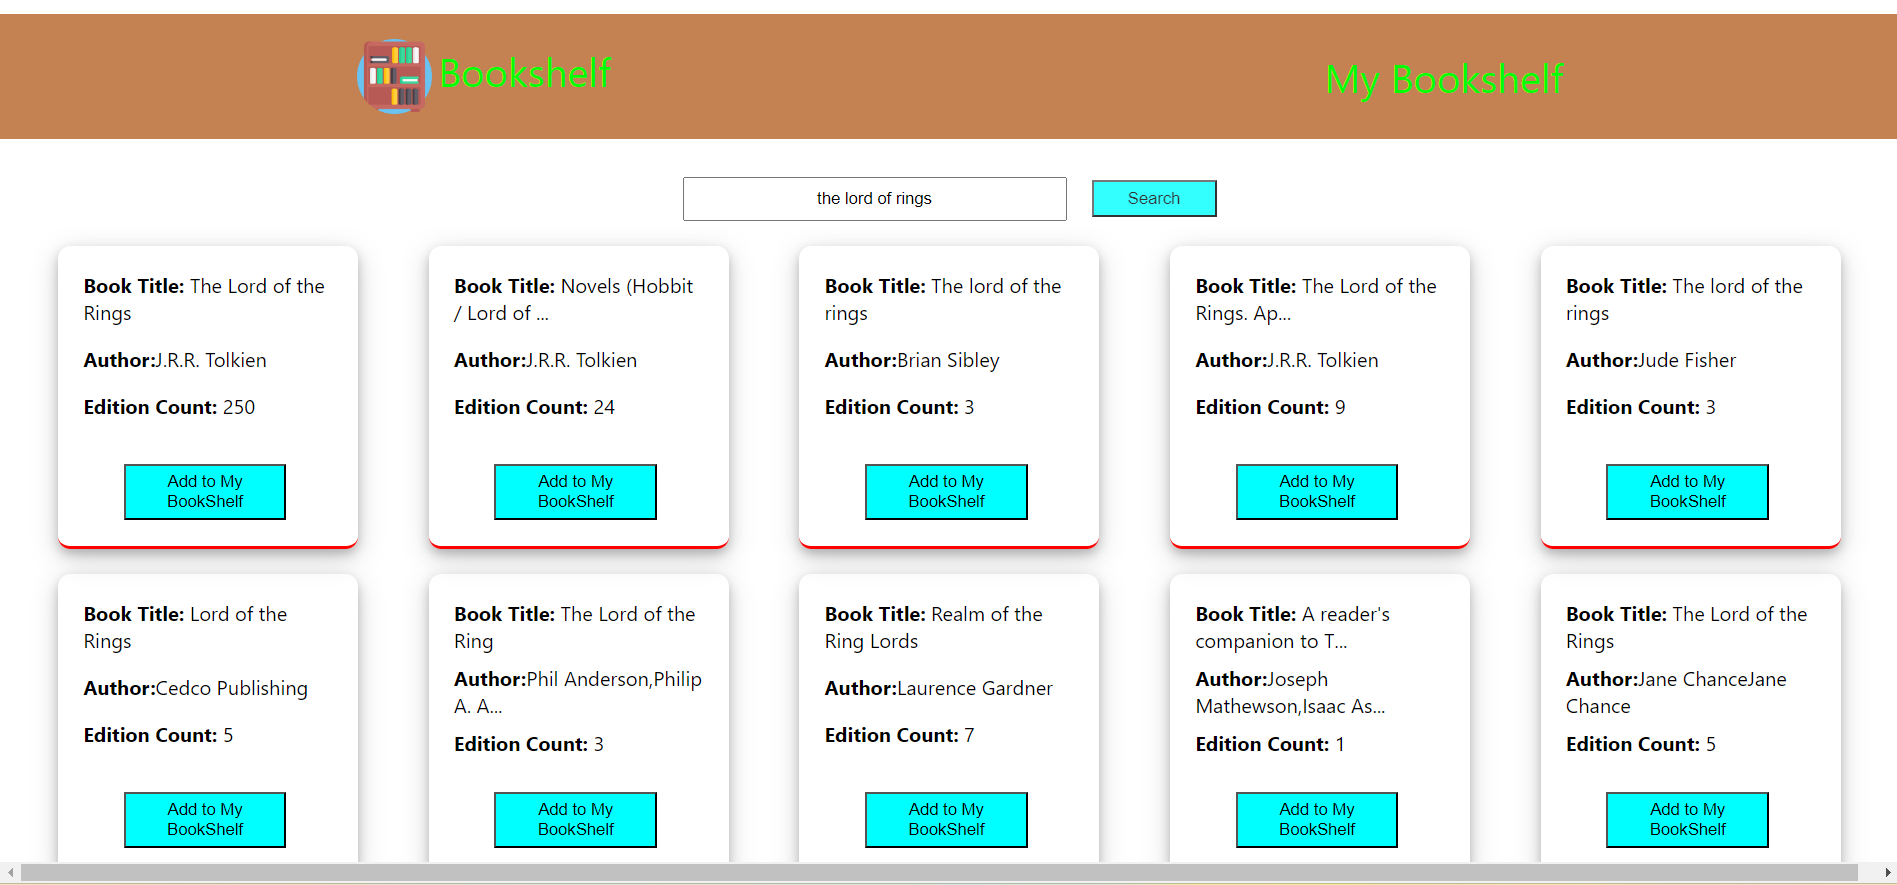 Bookshelf
My Bookshelf
the lord of rings
Search
Book Title: The Lord of the
Rings
Author:J.R.R. Tolkien
Edition Count: 250
Add to My
BookShelf
Book Title: Novels (Hobbit
/ Lord of ...
Author:J.R.R. Tolkien
Edition Count: 24
Add to My
BookShelf
Book Title: The lord of the
rings
Author:Brian Sibley
Edition Count: 3
Add to My
BookShelf
Book Title: The Lord of the
Rings. Ap...
Author:J.R.R. Tolkien
Edition Count: 9
Add to My
BookShelf
Book Title: The lord of the
rings
Author:Jude Fisher
Edition Count: 3
Add to My
BookShelf
Book Title: Lord of the
Rings
Author:Cedco Publishing
Edition Count: 5
Add to My
BookShelf
Book Title: The Lord of the
Ring
Author:Phil Anderson,Philip
A. A...
Edition Count: 3
Add to My
BookShelf
Book Title: Realm of the
Ring Lords
Author:Laurence Gardner
Edition Count: 7
Add to My
BookShelf
Book Title: A reader's
companion to T...
Author:Joseph
Mathewson,Isaac As...
Edition Count: 1
Add to My
BookShelf
Book Title: The Lord of the
Rings
Author:Jane ChanceJane
Chance
Edition Count: 5
Add to My
BookShelf